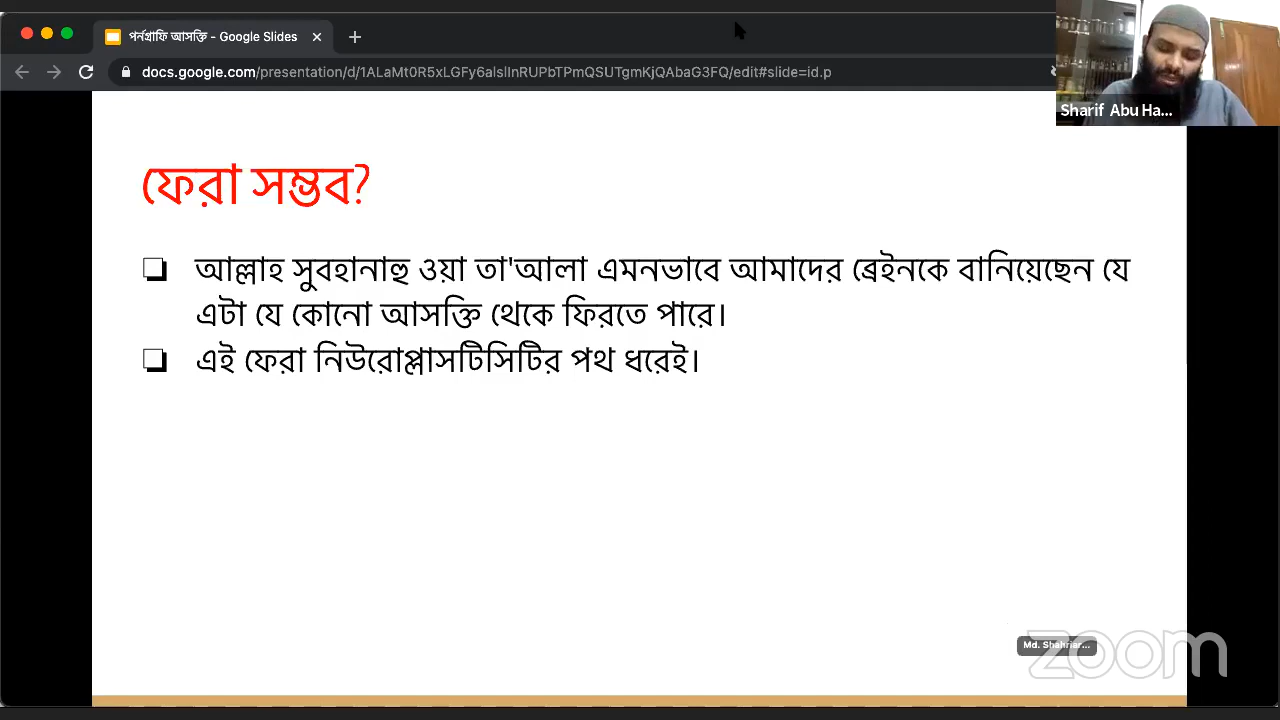 পর্নগ্রাফি আসক্তি - Google Slides
docs.google.com/presentation/d/1ALaMt0R5xLGFy6alsIInRUPbTPmQSUTgmKjQAbaG3FQ/edit#slide=id.p
Sharif Abu Ha...
ফেরা সম্ভব?
আল্লাহ সুবহানাহু ওয়া তা'আলা এমনভাবে আমাদের ব্রেইনকে বানিয়েছেন যে
এটা যে কোনো আসক্তি থেকে ফিরতে পারে।
এই ফেরা নিউরোপ্লাসটিসিটির পথ ধরেই।
Md. Shahriar...
zoom